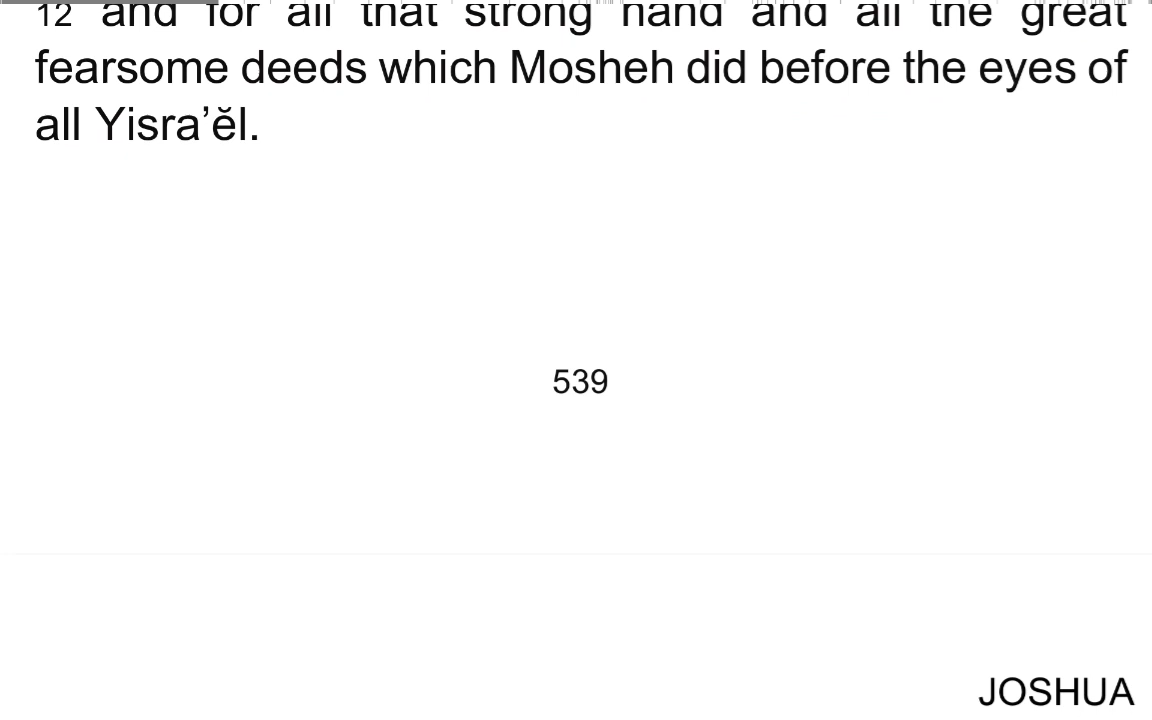 12 and for all that strong hand and all the great
fearsome deeds which Mosheh did before the eyes of
all Yisra’ĕl.
539
JOSHUA